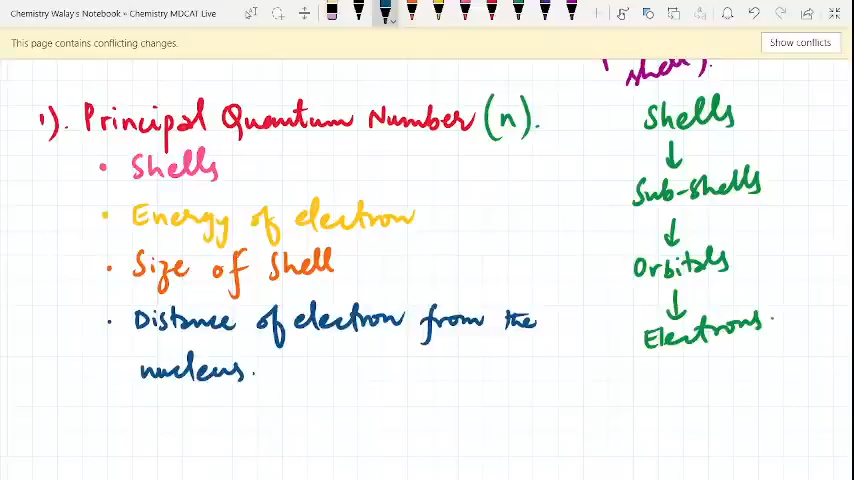 Chemistry Walay's Notebook » Chemistry MDCAT Live
This page contains conflicting changes.
Show conflicts
shell).
1). Principal Quantum Number (n).
• Shells
• Energy of electron
• Size of Shell
• Distance of electron from the
nucleus.
Shells
↓
Sub-shells
↓
Orbitals
↓
Electrons